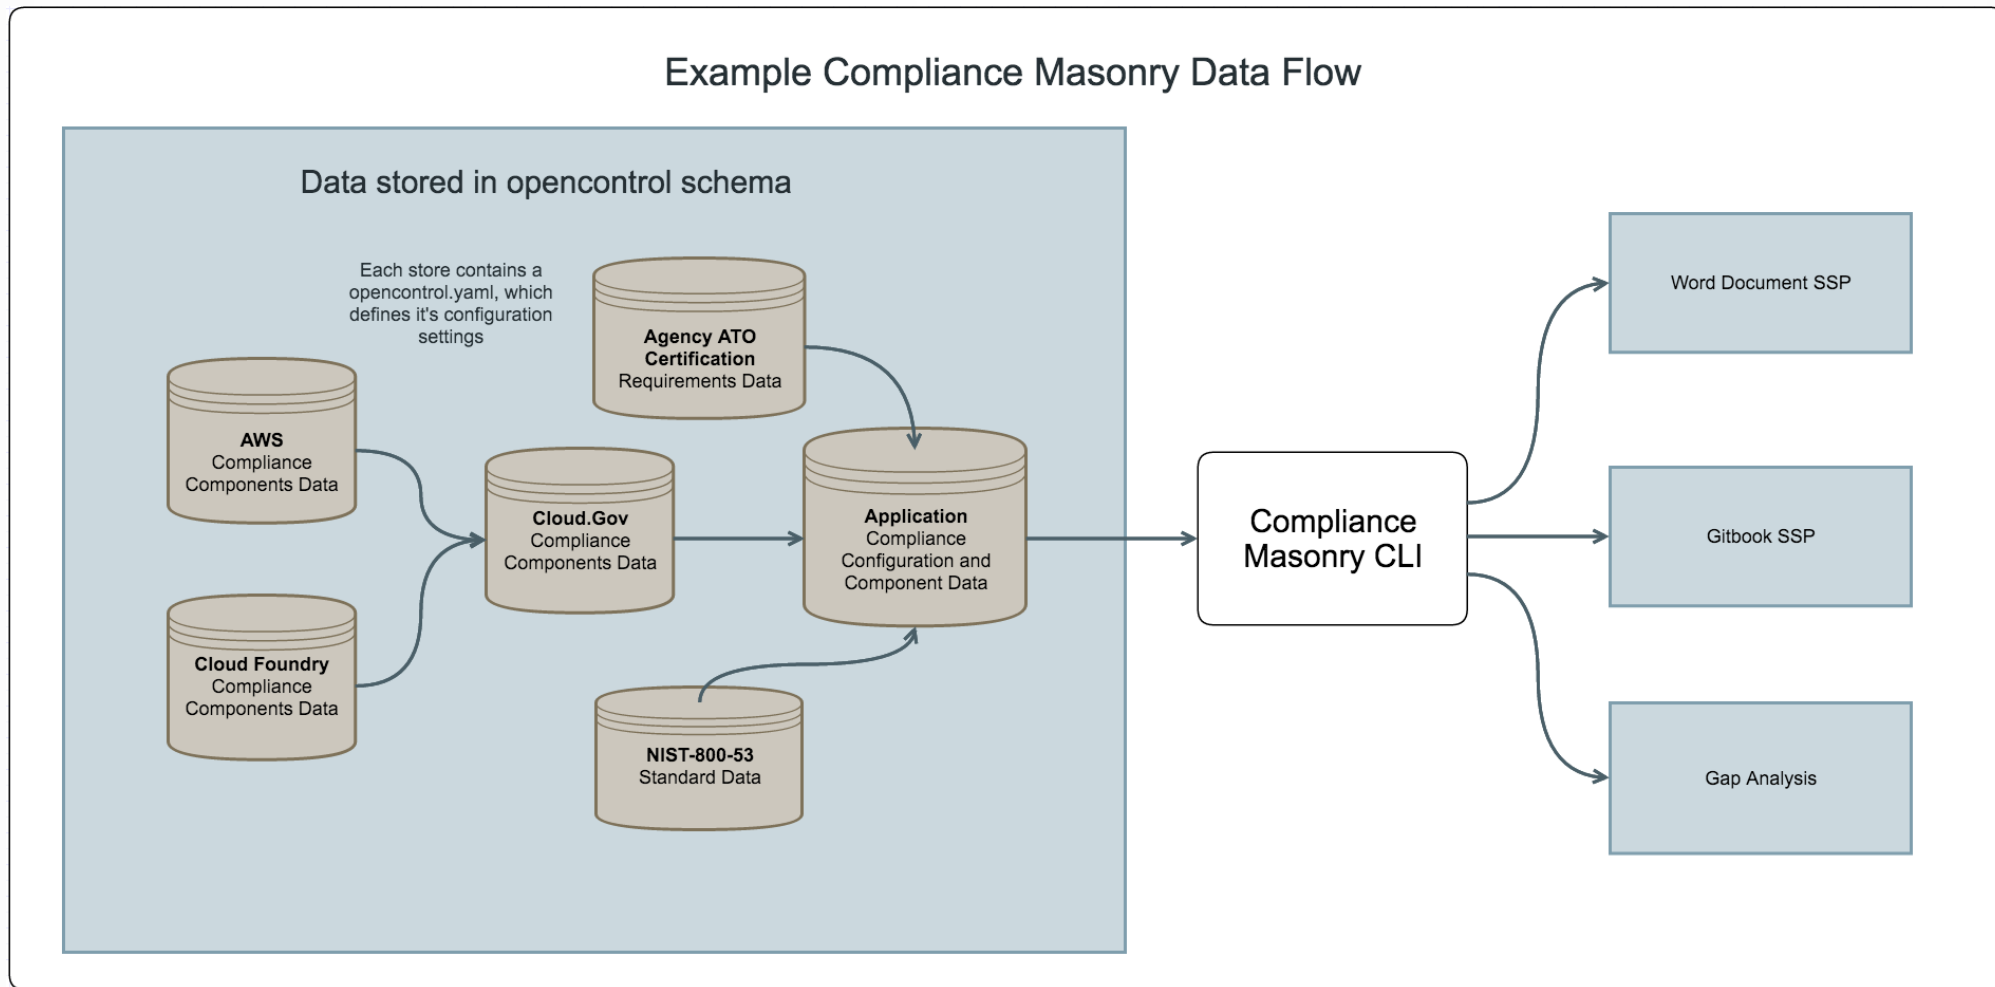 Example Compliance Masonry Data Flow
Data stored in opencontrol schema
Each store contains a
opencontrol.yaml, which
defines it's configuration
settings
Agency ATO
Certification
Requirements Data
AWS
Compliance
Components Data
Cloud.Gov
Compliance
Components Data
Application
Compliance
Configuration and
Component Data
Cloud Foundry
Compliance
Components Data
NIST-800-53
Standard Data
Compliance
Masonry CLI
Word Document SSP
Gitbook SSP
Gap Analysis